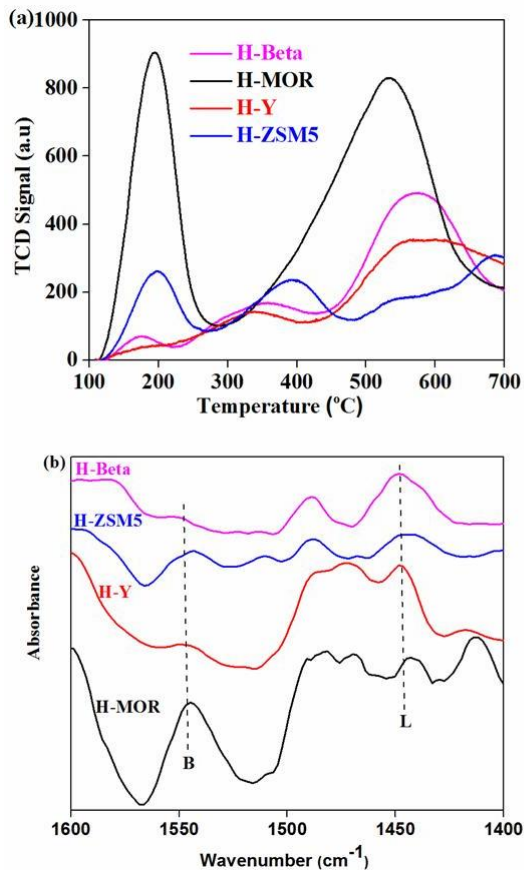 (a)
1000
800
600
400
200
0
TCD Signal (a.u)
H-Beta
H-MOR
H-Y
H-ZSM5
100 200 300 400 500 600 700
Temperature (ºC)
(b)
H-Beta
H-ZSM5
H-Y
H-MOR
B
L
Absorbance
1600 1550 1500 1450 1400
Wavenumber (cm-1)